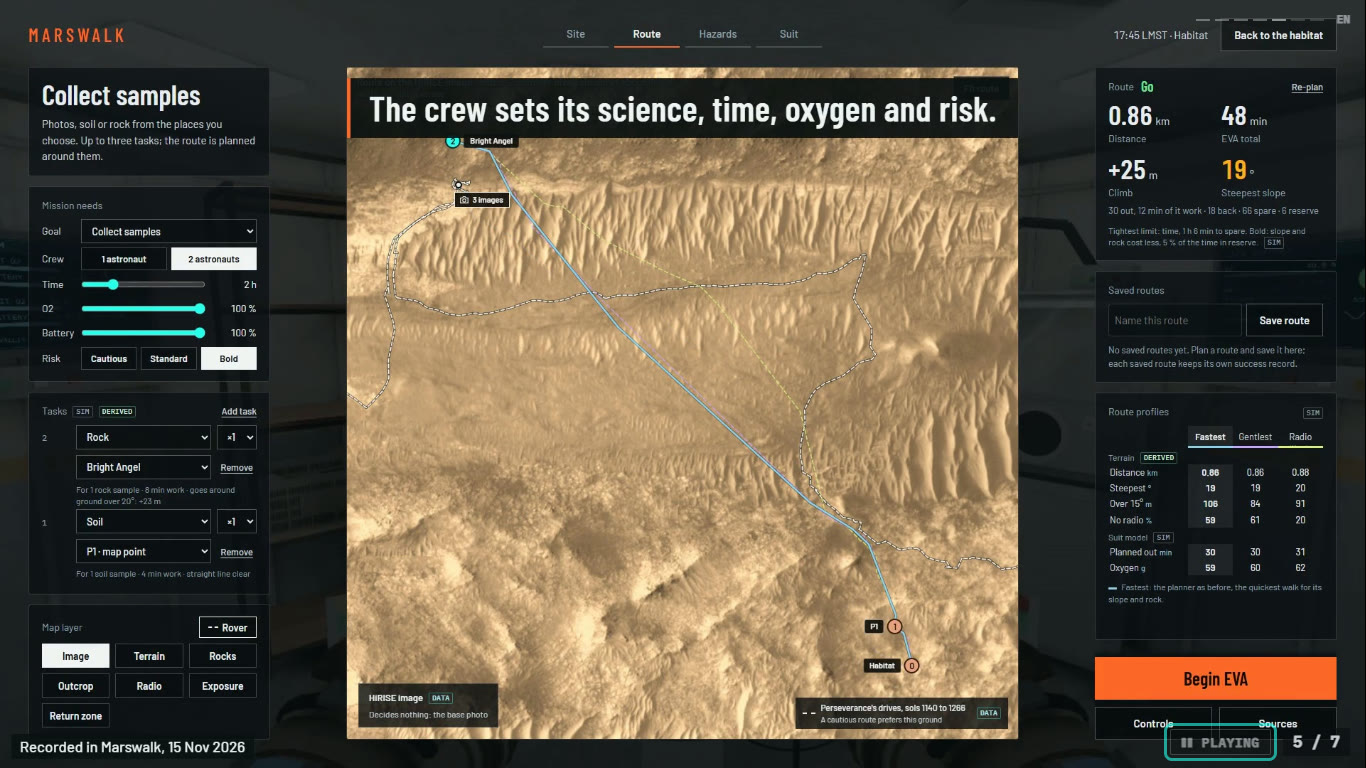 MARSWALK
Site
Route
Hazards
Suit
17:45 LMST · Habitat
Back to the habitat
EN
Collect samples
Photos, soil or rock from the places you
choose. Up to three tasks; the route is planned
around them.
Mission needs
Goal Collect samples
Crew 1 astronaut 2 astronauts
Time 2 h
O2 100 %
Battery 100 %
Risk Cautious Standard Bold
Tasks SIM DERIVED Add task
2 Rock ×1
Bright Angel Remove
For 1 rock sample · 8 min work · goes around
ground over 20°: +23 m
1 Soil ×1
P1 · map point Remove
For 1 soil sample · 4 min work · straight line clear
Map layer -- Rover
Image Terrain Rocks
Outcrop Radio Exposure
Return zone
Recorded in Marswalk, 15 Nov 2026
The crew sets its science, time, oxygen and risk.
2 Bright Angel
3 images
P1 1
Habitat 0
HiRISE image DATA
Decides nothing: the base photo
Perseverance's drives, sols 1140 to 1266
A cautious route prefers this ground
DATA
Route Go Re-plan
0.86 km 48 min
Distance EVA total
+25 m 19 °
Climb Steepest slope
30 out, 12 min of it work · 18 back · 66 spare · 6 reserve
Tightest limit: time, 1 h 6 min to spare. Bold: slope and
rock cost less, 5 % of the time in reserve. SIM
Saved routes
Name this route Save route
No saved routes yet. Plan a route and save it here;
each saved route keeps its own success record.
Route profiles SIM
Fastest Gentlest Radio
Terrain DERIVED
Distance km 0.86 0.86 0.88
Steepest ° 19 19 20
Over 15° m 106 84 91
No radio % 59 61 20
Suit model SIM
Planned out min 30 30 31
Oxygen g 59 60 62
Fastest: the planner as before, the quickest walk for its
slope and rock.
Begin EVA
Controls Sources
PLAYING 5 / 7